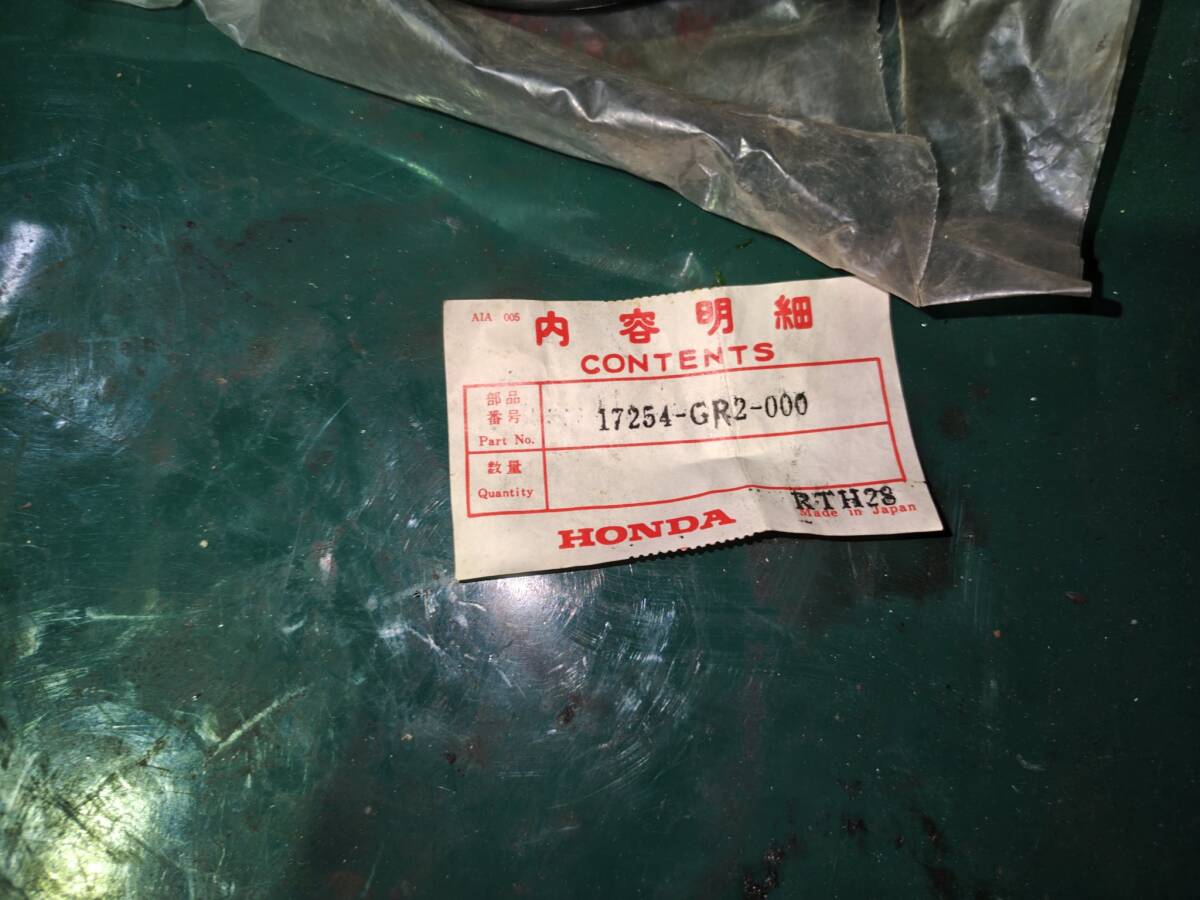 AIA 005
内容明細
CONTENTS
部品
番号
Part No.
17254-GR2-000
数量
Quantity
RTH28
Made in Japan
HONDA